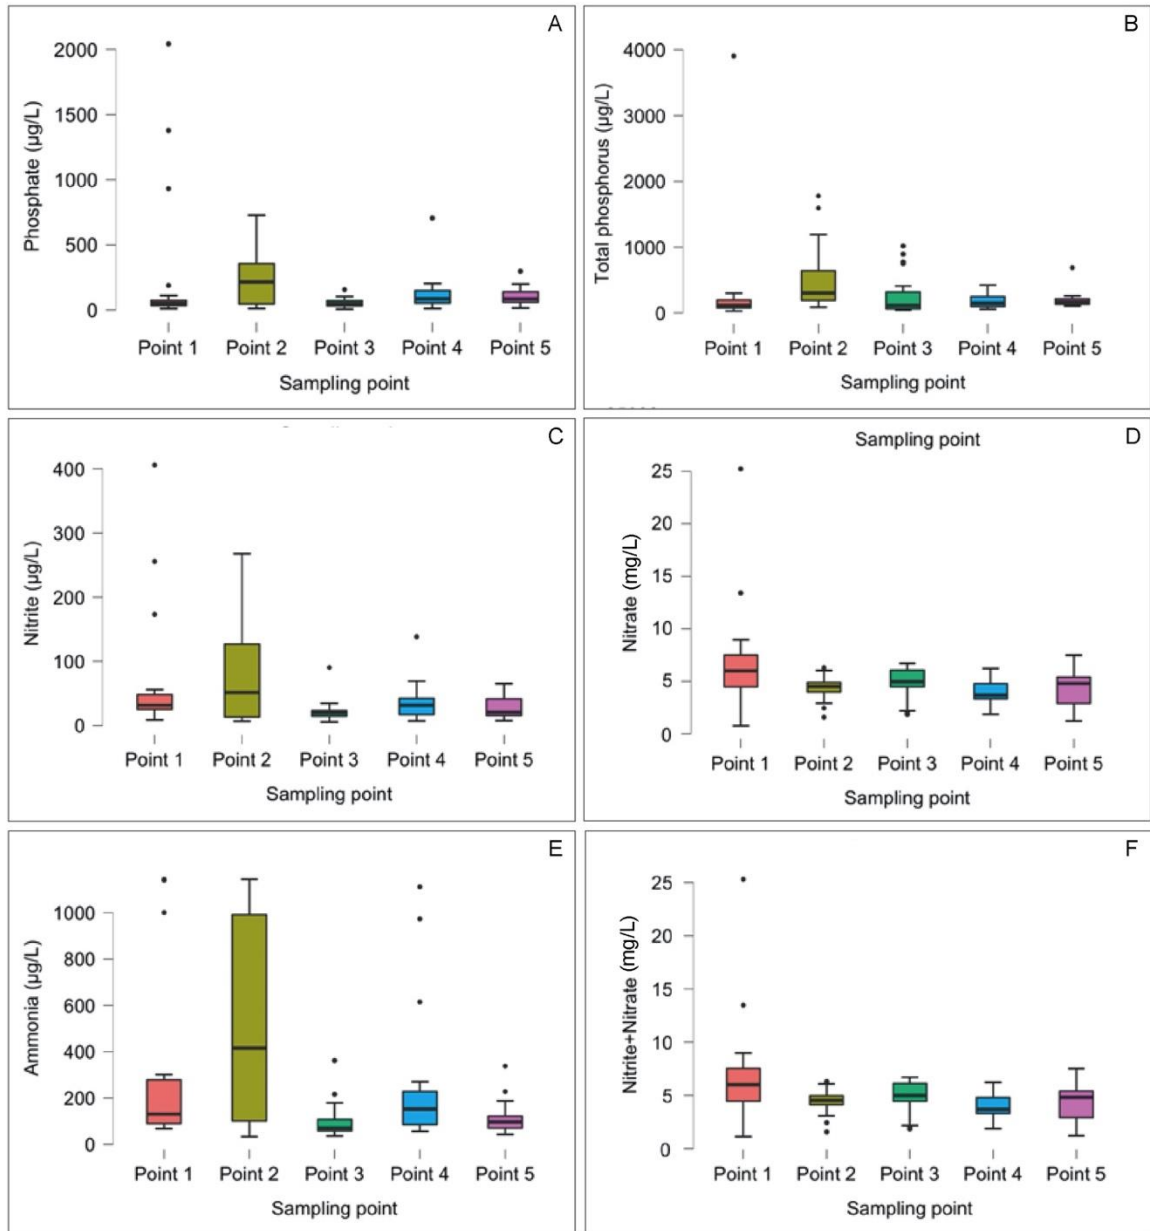 A
Phosphate (µg/L)
2000
1500
1000
500
0
Point 1 Point 2 Point 3 Point 4 Point 5
Sampling point
B
Total phosphorus (µg/L)
4000
3000
2000
1000
0
Point 1 Point 2 Point 3 Point 4 Point 5
Sampling point
C
Nitrite (µg/L)
400
300
200
100
0
Point 1 Point 2 Point 3 Point 4 Point 5
Sampling point
D
Sampling point
Nitrate (mg/L)
25
20
15
10
5
0
Point 1 Point 2 Point 3 Point 4 Point 5
Sampling point
E
Ammonia (µg/L)
1000
800
600
400
200
0
Point 1 Point 2 Point 3 Point 4 Point 5
Sampling point
F
Nitrite+Nitrate (mg/L)
25
20
15
10
5
0
Point 1 Point 2 Point 3 Point 4 Point 5
Sampling point